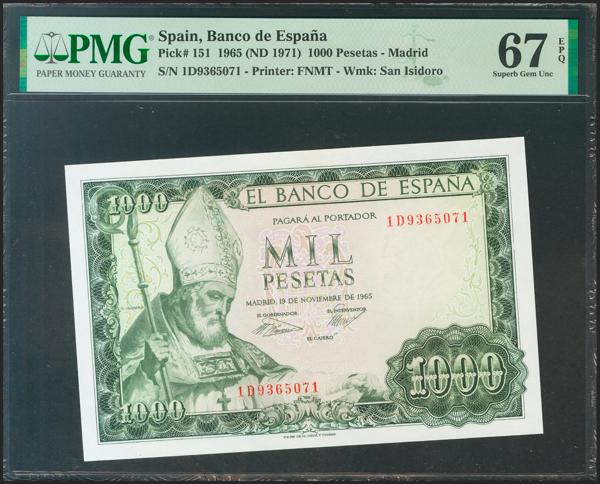 PMG
PAPER MONEY GUARANTY
Spain, Banco de España
Pick# 151 1965 (ND 1971) 1000 Pesetas - Madrid
S/N 1D9365071 - Printer: FNMT - Wmk: San Isidoro
67 EPQ
Superb Gem Unc
1000
EL BANCO DE ESPAÑA
PAGARÁ AL PORTADOR
1D9365071
MIL
PESETAS
MADRID, 19 DE NOVIEMBRE DE 1965
EL GOBERNADOR
EL INTERVENTOR
EL CAJERO
1D9365071
1000
1000